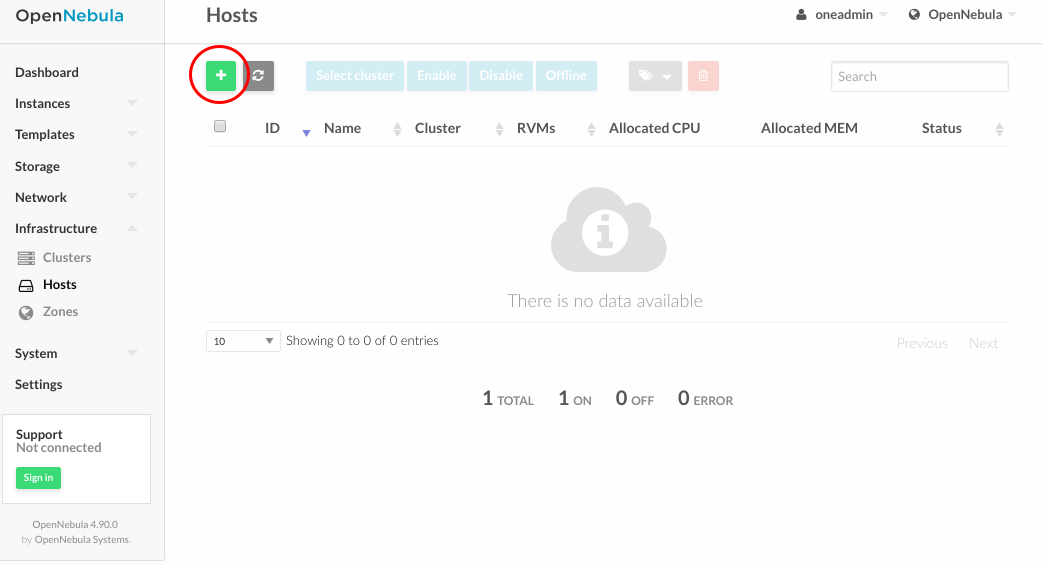 OpenNebula
Hosts
oneadmin
OpenNebula
Dashboard
Instances
Templates
Storage
Network
Infrastructure
Clusters
Hosts
Zones
System
Settings
Support
Not connected
Sign in
OpenNebula 4.90.0
by OpenNebula Systems.
+
Select cluster Enable Disable Offline
Search
ID Name Cluster RVMs Allocated CPU Allocated MEM Status
There is no data available
10 Showing 0 to 0 of 0 entries
Previous Next
1 TOTAL 1 ON 0 OFF 0 ERROR